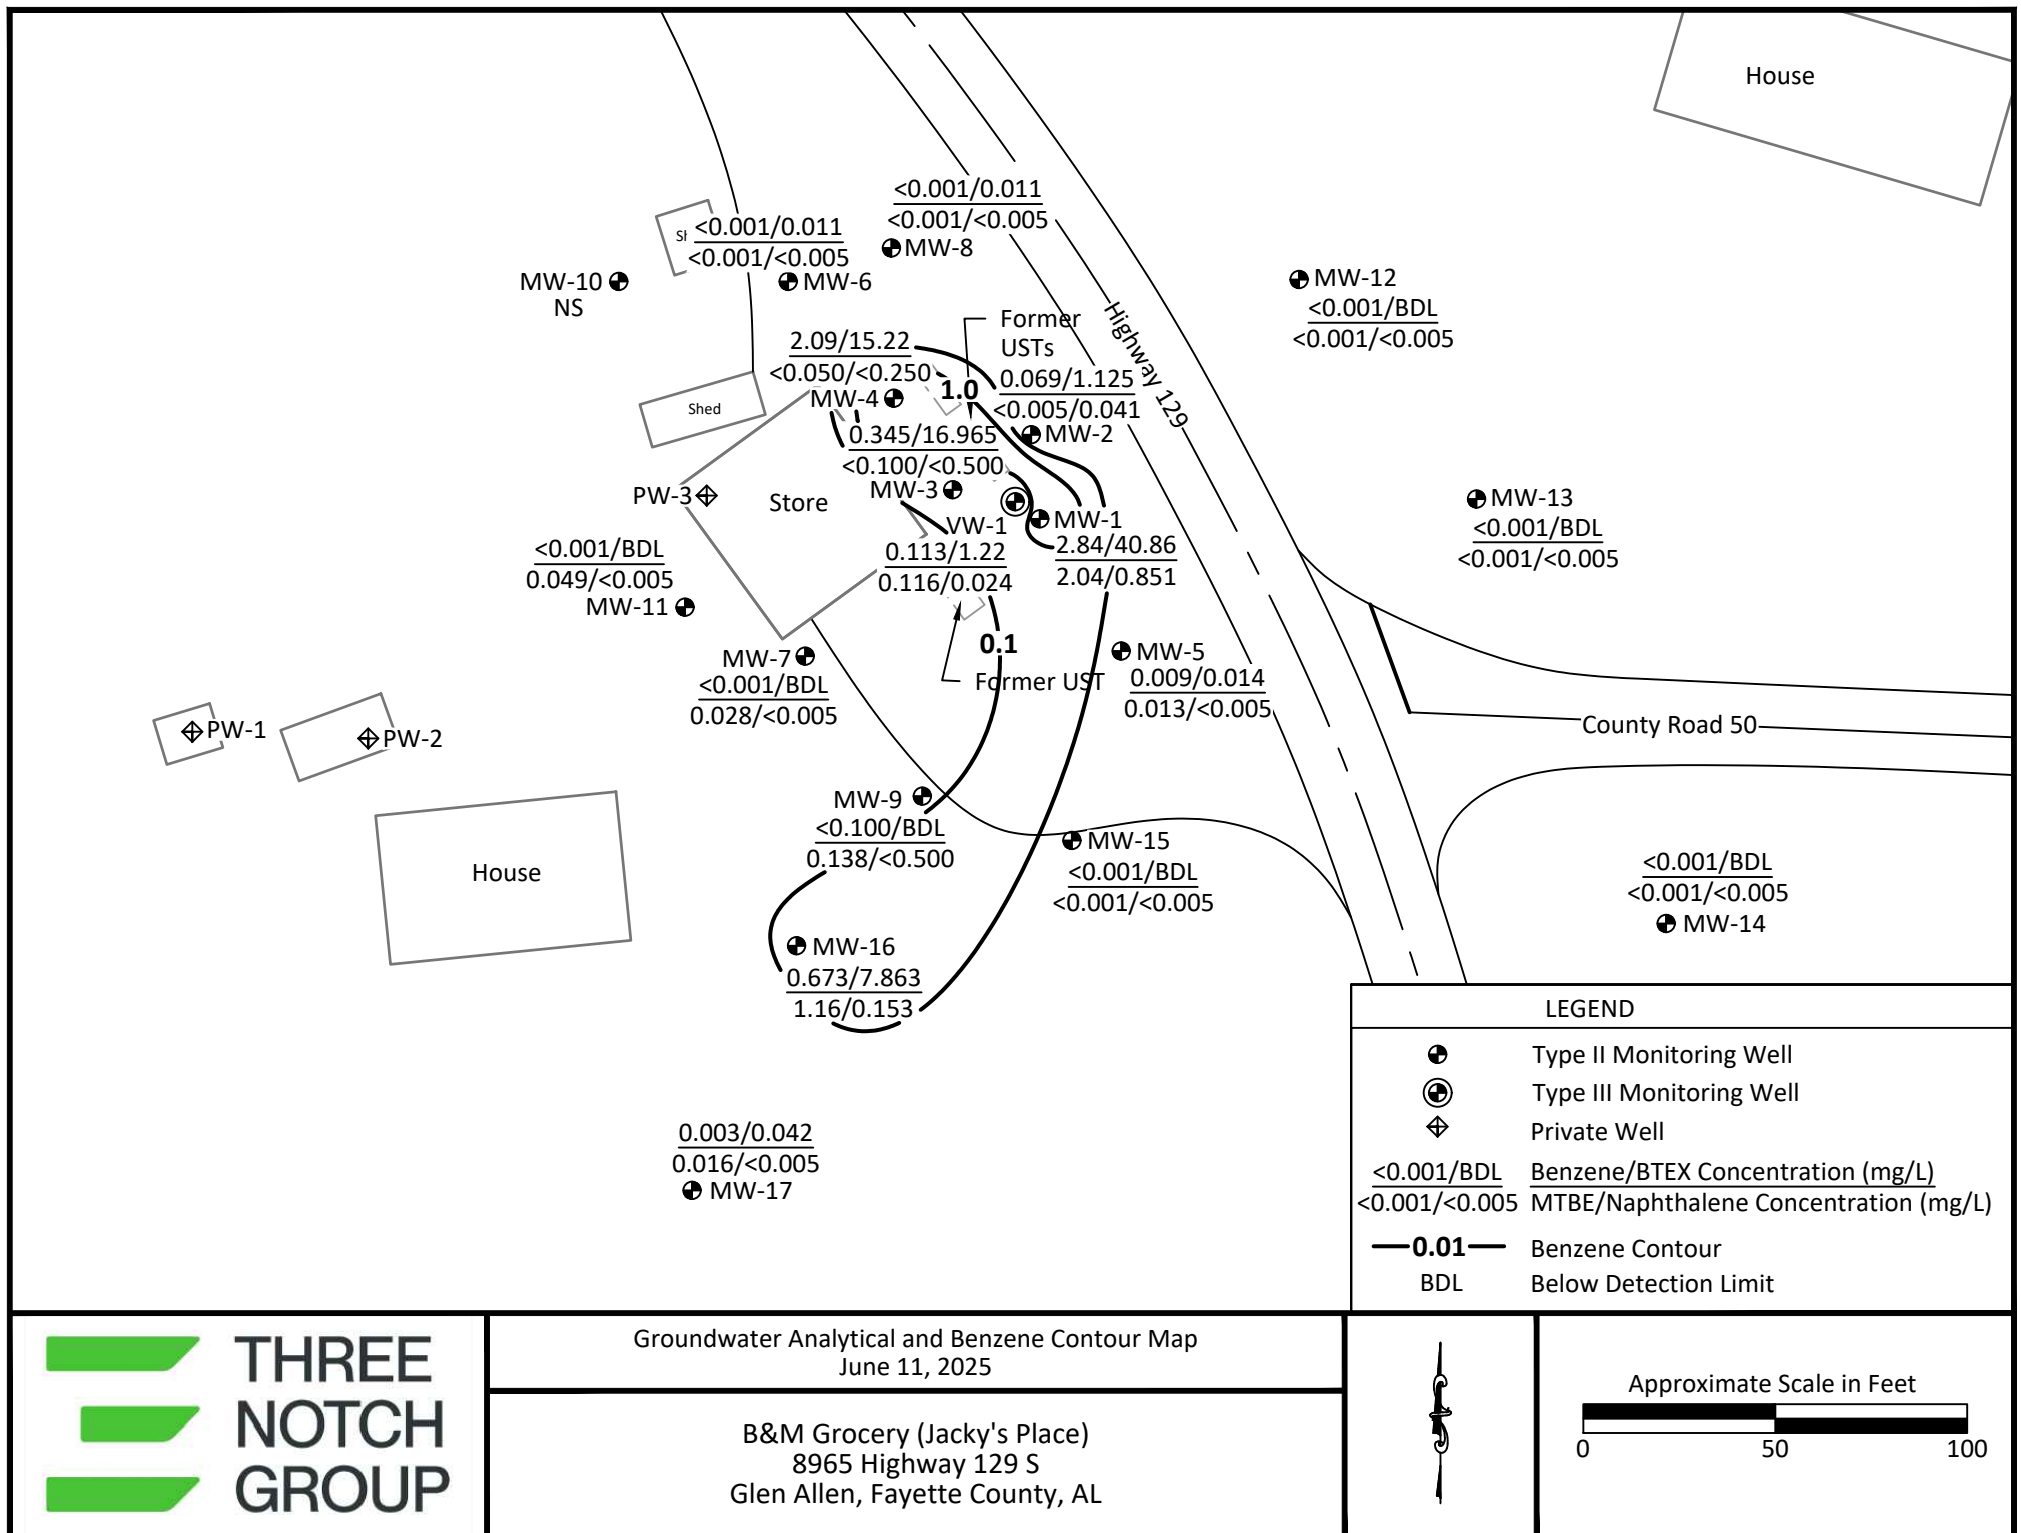 House
<0.001/0.011
<0.001/<0.005
MW-8
<0.001/0.011
<0.001/<0.005
MW-6
MW-10
NS
MW-12
<0.001/BDL
<0.001/<0.005
Former
USTs
Highway 129
2.09/15.22
<0.050/<0.250
MW-4
1.0
0.069/1.125
<0.005/0.041
MW-2
Shed
0.345/16.965
<0.100/<0.500
MW-3
PW-3
Store
VW-1
0.113/1.22
0.116/0.024
MW-1
2.84/40.86
2.04/0.851
MW-13
<0.001/BDL
<0.001/<0.005
<0.001/BDL
0.049/<0.005
MW-11
0.1
Former UST
MW-5
0.009/0.014
0.013/<0.005
MW-7
<0.001/BDL
0.028/<0.005
PW-1
PW-2
County Road 50
MW-9
<0.100/BDL
0.138/<0.500
MW-15
<0.001/BDL
<0.001/<0.005
House
<0.001/BDL
<0.001/<0.005
MW-14
MW-16
0.673/7.863
1.16/0.153
0.003/0.042
0.016/<0.005
MW-17
LEGEND
Type II Monitoring Well
Type III Monitoring Well
Private Well
<0.001/BDL Benzene/BTEX Concentration (mg/L)
<0.001/<0.005 MTBE/Naphthalene Concentration (mg/L)
0.01 Benzene Contour
BDL Below Detection Limit
THREE
NOTCH
GROUP
Groundwater Analytical and Benzene Contour Map
June 11, 2025
B&M Grocery (Jacky's Place)
8965 Highway 129 S
Glen Allen, Fayette County, AL
Approximate Scale in Feet
0 50 100